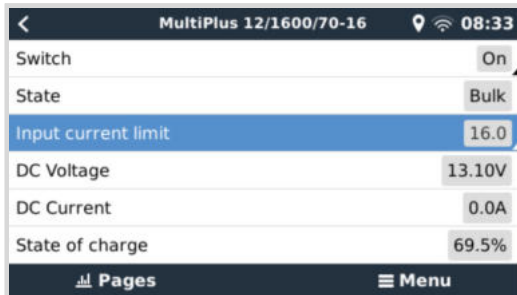 MultiPlus 12/1600/70-16 08:33
Switch On
State Bulk
Input current limit 16.0
DC Voltage 13.10V
DC Current 0.0A
State of charge 69.5%
Pages Menu